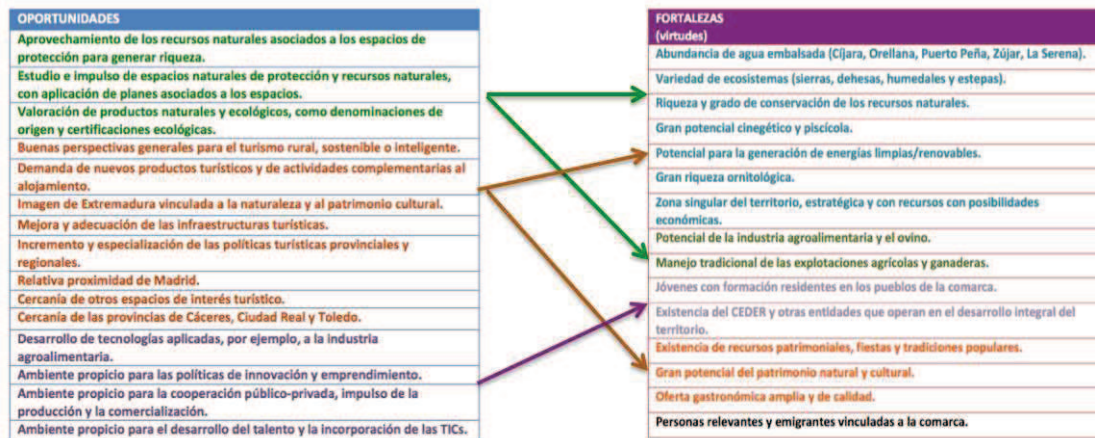 OPORTUNIDADES
Aprovechamiento de los recursos naturales asociados a los espacios de
protección para generar riqueza.
Estudio e impulso de espacios naturales de protección y recursos naturales,
con aplicación de planes asociados a los espacios.
Valoración de productos naturales y ecológicos, como denominaciones de
origen y certificaciones ecológicas.
Buenas perspectivas generales para el turismo rural, sostenible o inteligente.
Demanda de nuevos productos turísticos y de actividades complementarias al
alojamiento.
Imagen de Extremadura vinculada a la naturaleza y al patrimonio cultural.
Mejora y adecuación de las infraestructuras turísticas.
Incremento y especialización de las políticas turísticas provinciales y
regionales.
Relativa proximidad de Madrid.
Cercanía de otros espacios de interés turístico.
Cercanía de las provincias de Cáceres, Ciudad Real y Toledo.
Desarrollo de tecnologías aplicadas, por ejemplo, a la industria
agroalimentaria.
Ambiente propicio para las políticas de innovación y emprendimiento.
Ambiente propicio para la cooperación público-privada, impulso de la
producción y la comercialización.
Ambiente propicio para el desarrollo del talento y la incorporación de las TICs.
FORTALEZAS
(virtudes)
Abundancia de agua embalsada (Cíjara, Orellana, Puerto Peña, Zújar, La Serena).
Variedad de ecosistemas (sierras, dehesas, humedales y estepas).
Riqueza y grado de conservación de los recursos naturales.
Gran potencial cinegético y piscícola.
Potencial para la generación de energías limpias/renovables.
Gran riqueza ornitológica.
Zona singular del territorio, estratégica y con recursos con posibilidades
económicas.
Potencial de la industria agroalimentaria y el ovino.
Manejo tradicional de las explotaciones agrícolas y ganaderas.
Jóvenes con formación residentes en los pueblos de la comarca.
Existencia del CEDER y otras entidades que operan en el desarrollo integral del
territorio.
Existencia de recursos patrimoniales, fiestas y tradiciones populares.
Gran potencial del patrimonio natural y cultural.
Oferta gastronómica amplia y de calidad.
Personas relevantes y emigrantes vinculadas a la comarca.